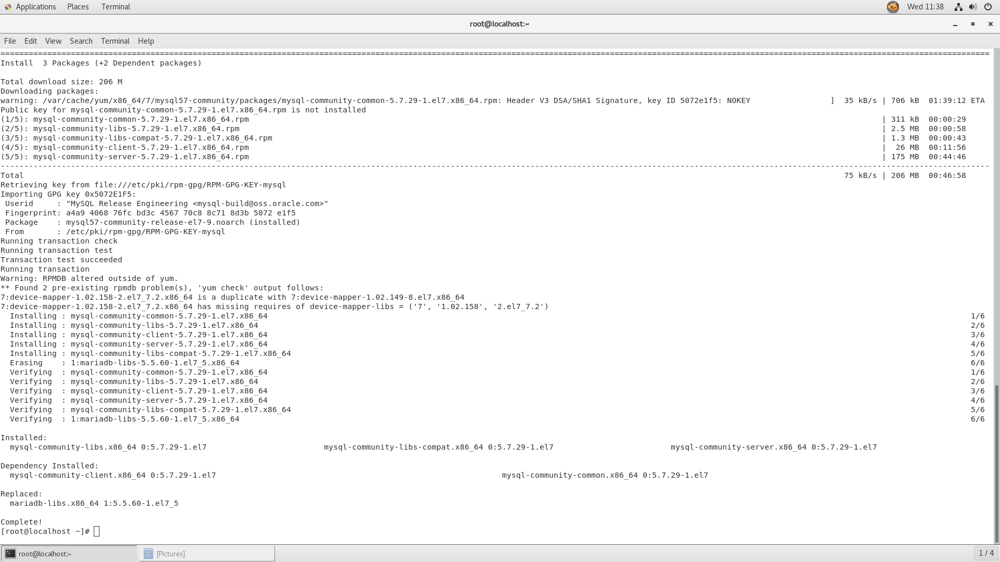 Applications Places Terminal Wed 11:38
root@localhost:~
File Edit View Search Terminal Help
================================================================================
Install  3 Packages (+2 Dependent packages)
Total download size: 206 M
Downloading packages:
warning: /var/cache/yum/x86_64/7/mysql57-community/packages/mysql-community-common-5.7.29-1.el7.x86_64.rpm: Header V3 DSA/SHA1 Signature, key ID 5072e1f5: NOKEY ]  35 kB/s | 706 kB  01:39:12 ETA
Public key for mysql-community-common-5.7.29-1.el7.x86_64.rpm is not installed
(1/5): mysql-community-common-5.7.29-1.el7.x86_64.rpm | 311 kB  00:00:29
(2/5): mysql-community-libs-5.7.29-1.el7.x86_64.rpm | 2.5 MB  00:00:58
(3/5): mysql-community-libs-compat-5.7.29-1.el7.x86_64.rpm | 1.3 MB  00:00:43
(4/5): mysql-community-client-5.7.29-1.el7.x86_64.rpm |  26 MB  00:11:56
(5/5): mysql-community-server-5.7.29-1.el7.x86_64.rpm | 175 MB  00:44:46
--------------------------------------------------------------------------------
Total 75 kB/s | 206 MB  00:46:58
Retrieving key from file:///etc/pki/rpm-gpg/RPM-GPG-KEY-mysql
Importing GPG key 0x5072E1F5:
 Userid     : "MySQL Release Engineering <mysql-build@oss.oracle.com>"
 Fingerprint: a4a9 4068 76fc bd3c 4567 70c8 8c71 8d3b 5072 e1f5
 Package    : mysql57-community-release-el7-9.noarch (installed)
 From       : /etc/pki/rpm-gpg/RPM-GPG-KEY-mysql
Running transaction check
Running transaction test
Transaction test succeeded
Running transaction
Warning: RPMDB altered outside of yum.
** Found 2 pre-existing rpmdb problem(s), 'yum check' output follows:
7:device-mapper-1.02.158-2.el7_7.2.x86_64 is a duplicate with 7:device-mapper-1.02.149-8.el7.x86_64
7:device-mapper-1.02.158-2.el7_7.2.x86_64 has missing requires of device-mapper-libs = ('7', '1.02.158', '2.el7_7.2')
  Installing : mysql-community-common-5.7.29-1.el7.x86_64 1/6
  Installing : mysql-community-libs-5.7.29-1.el7.x86_64 2/6
  Installing : mysql-community-client-5.7.29-1.el7.x86_64 3/6
  Installing : mysql-community-server-5.7.29-1.el7.x86_64 4/6
  Installing : mysql-community-libs-compat-5.7.29-1.el7.x86_64 5/6
  Erasing    : 1:mariadb-libs-5.5.60-1.el7_5.x86_64 6/6
  Verifying  : mysql-community-common-5.7.29-1.el7.x86_64 1/6
  Verifying  : mysql-community-libs-5.7.29-1.el7.x86_64 2/6
  Verifying  : mysql-community-client-5.7.29-1.el7.x86_64 3/6
  Verifying  : mysql-community-server-5.7.29-1.el7.x86_64 4/6
  Verifying  : mysql-community-libs-compat-5.7.29-1.el7.x86_64 5/6
  Verifying  : 1:mariadb-libs-5.5.60-1.el7_5.x86_64 6/6
Installed:
  mysql-community-libs.x86_64 0:5.7.29-1.el7 mysql-community-libs-compat.x86_64 0:5.7.29-1.el7 mysql-community-server.x86_64 0:5.7.29-1.el7
Dependency Installed:
  mysql-community-client.x86_64 0:5.7.29-1.el7 mysql-community-common.x86_64 0:5.7.29-1.el7
Replaced:
  mariadb-libs.x86_64 1:5.5.60-1.el7_5
Complete!
[root@localhost ~]#
root@localhost:~ [Pictures] 1 / 4